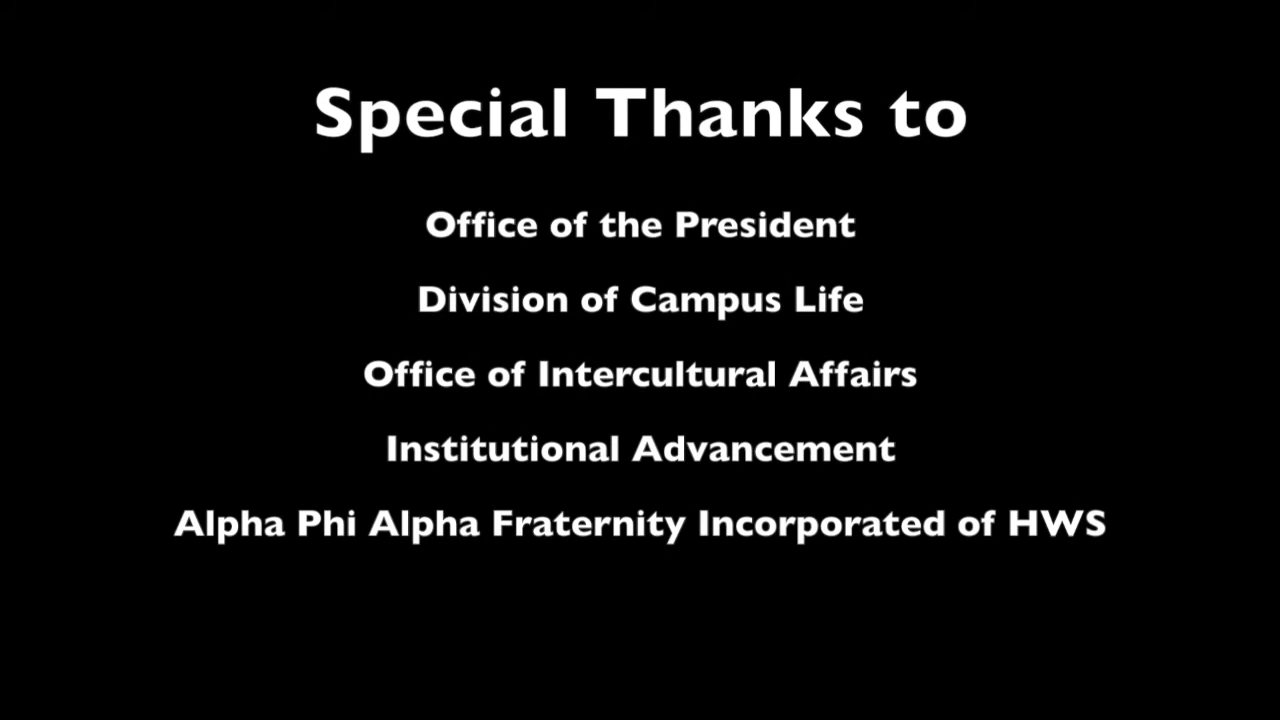 Special Thanks to
Office of the President
Division of Campus Life
Office of Intercultural Affairs
Institutional Advancement
Alpha Phi Alpha Fraternity Incorporated of HWS